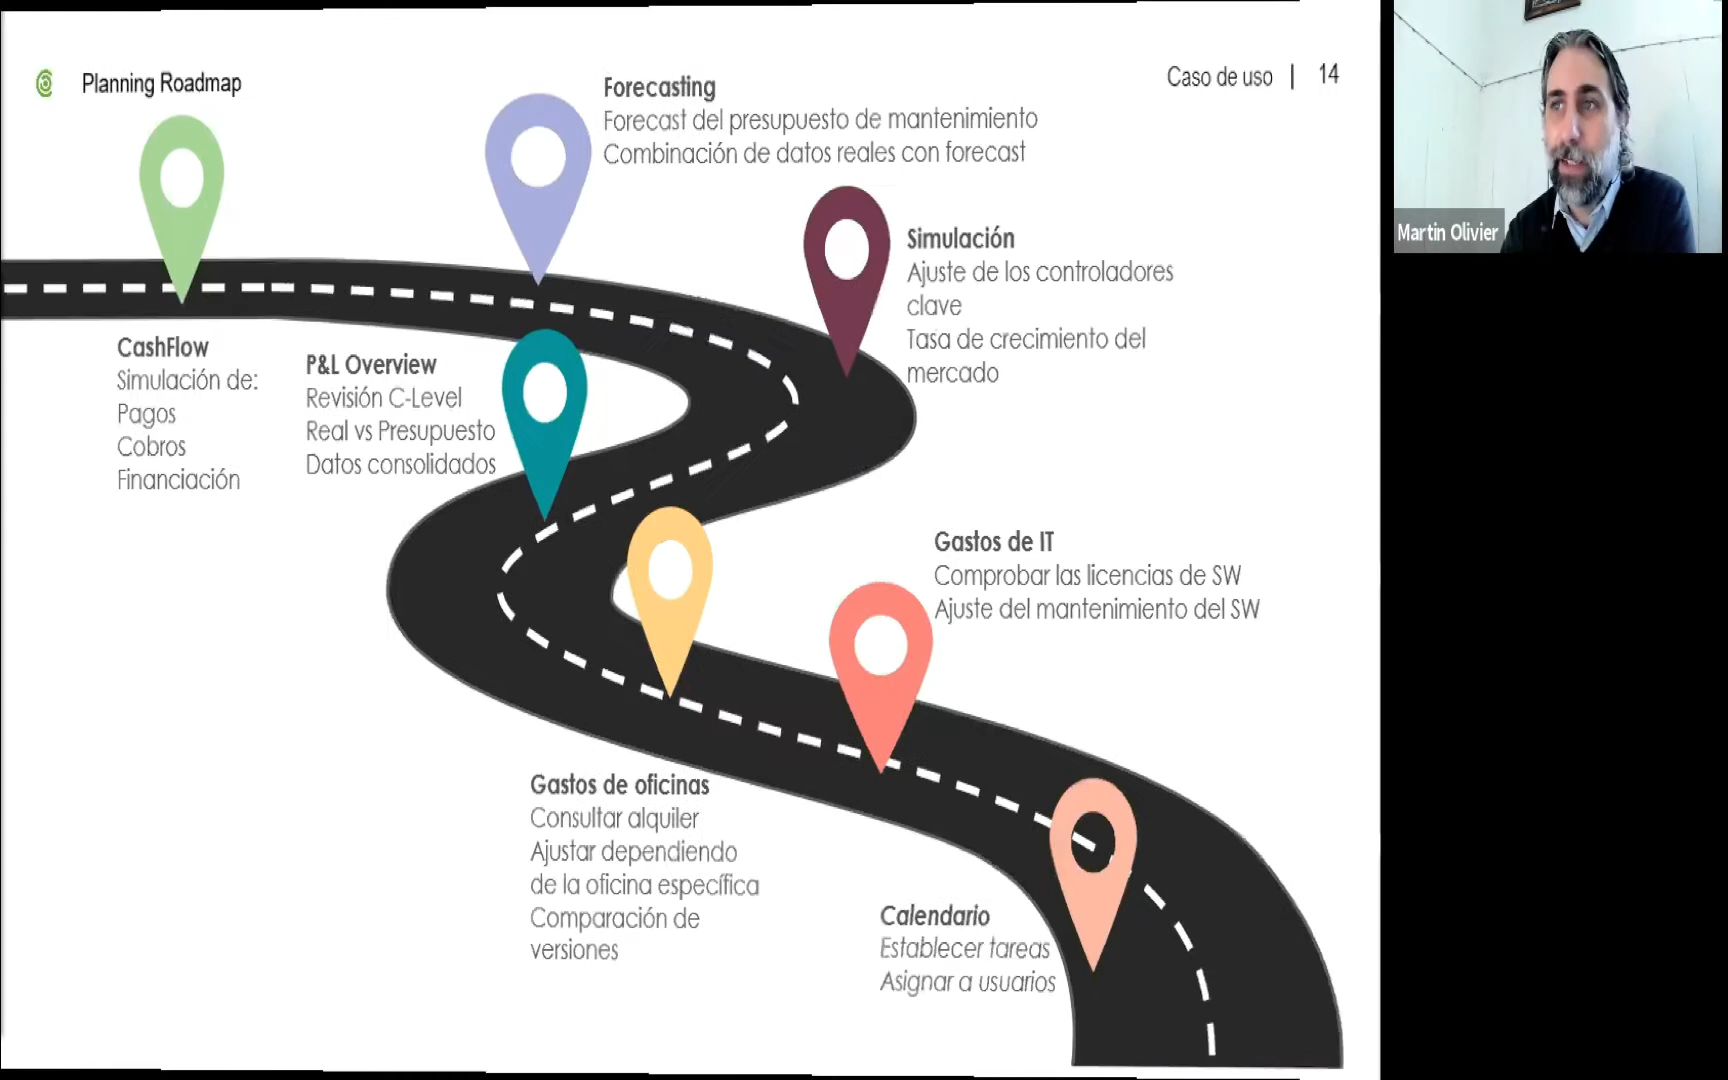 Planning Roadmap
Caso de uso | 14
Forecasting
Forecast del presupuesto de mantenimiento
Combinación de datos reales con forecast
Simulación
Ajuste de los controladores
clave
Tasa de crecimiento del
mercado
CashFlow
Simulación de:
Pagos
Cobros
Financiación
P&L Overview
Revisión C-Level
Real vs Presupuesto
Datos consolidados
Gastos de IT
Comprobar las licencias de SW
Ajuste del mantenimiento del SW
Gastos de oficinas
Consultar alquiler
Ajustar dependiendo
de la oficina específica
Comparación de
versiones
Calendario
Establecer tareas
Asignar a usuarios
Martin Olivier